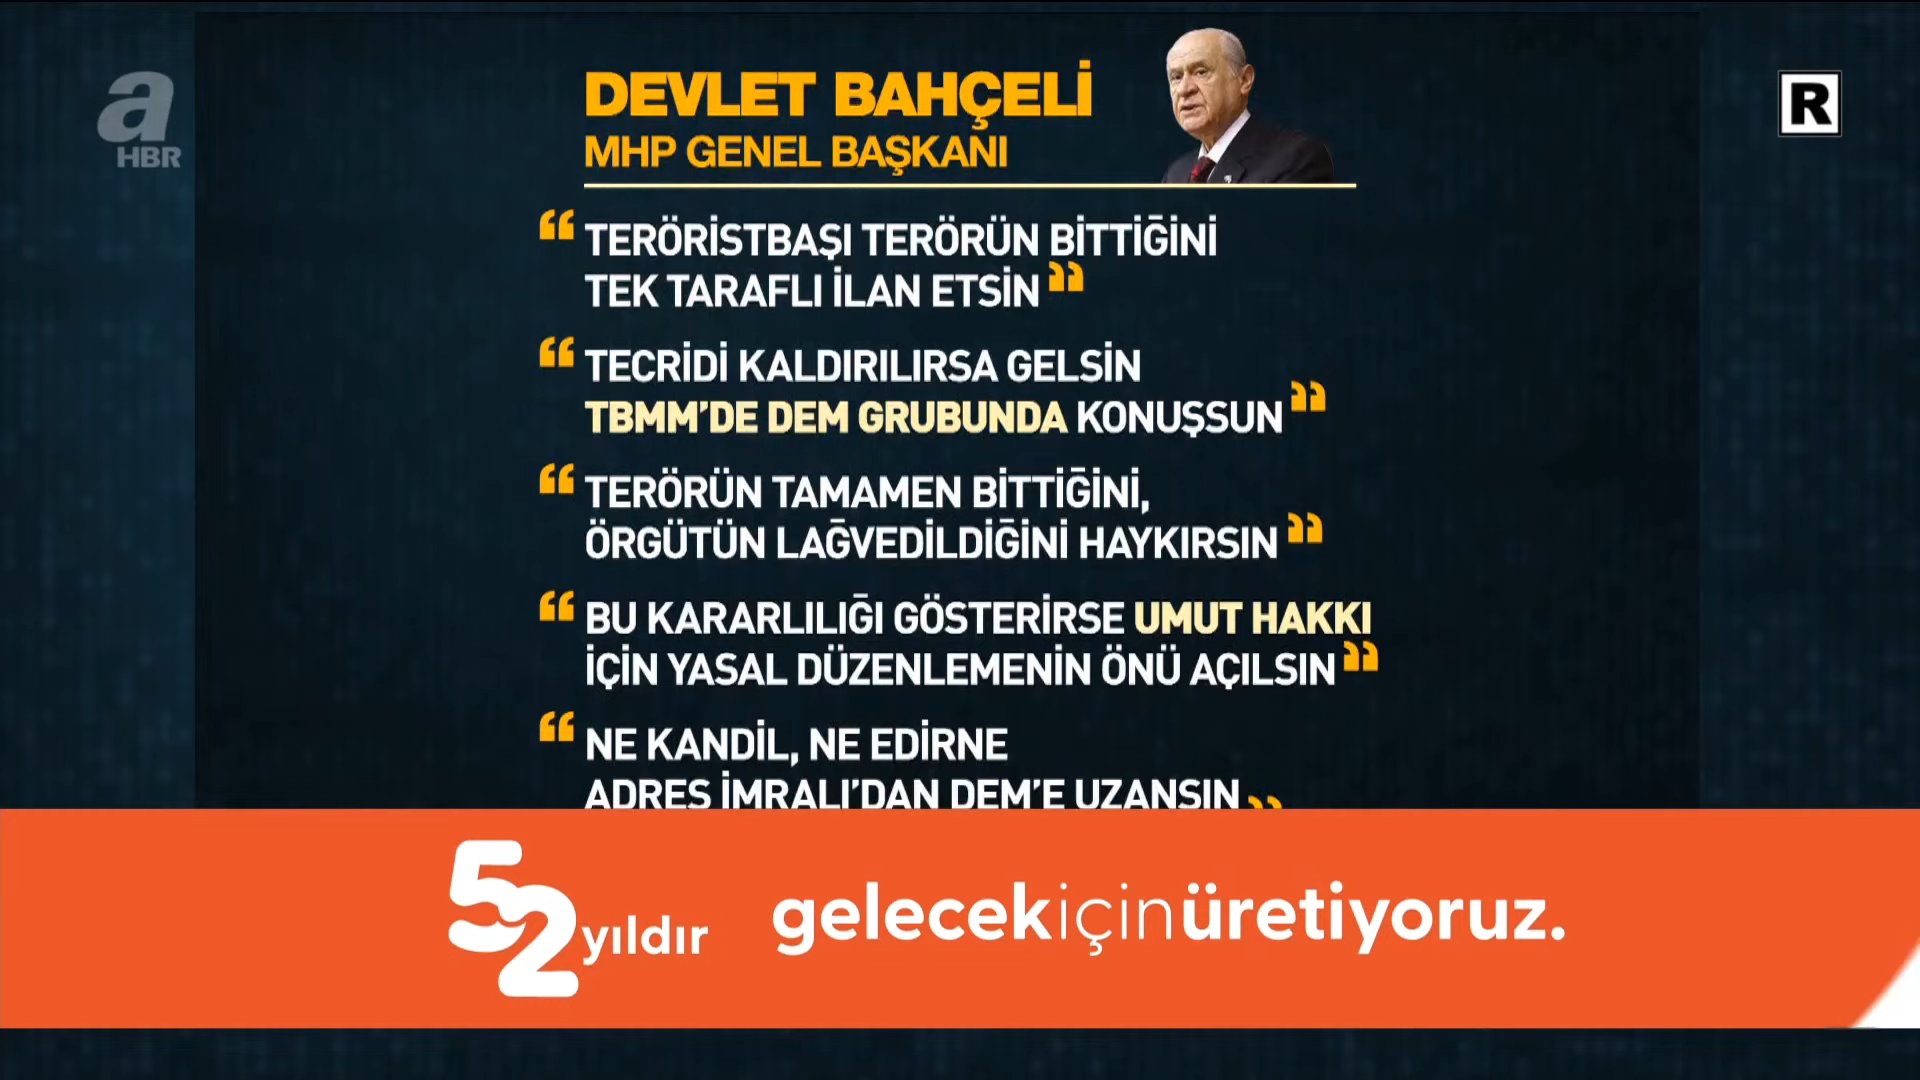 a
HBR
R
DEVLET BAHÇELİ
MHP GENEL BAŞKANI
“TERÖRİSTBAŞI TERÖRÜN BİTTİĞİNİ
TEK TARAFLI İLAN ETSİN”
“TECRİDİ KALDIRILIRSA GELSİN
TBMM’DE DEM GRUBUNDA KONUŞSUN”
“TERÖRÜN TAMAMEN BİTTİĞİNİ,
ÖRGÜTÜN LAĞVEDİLDİĞİNİ HAYKIRSIN”
“BU KARARLILIĞI GÖSTERİRSE UMUT HAKKI
İÇİN YASAL DÜZENLEMENİN ÖNÜ AÇILSIN”
“NE KANDİL, NE EDİRNE
ADRES İMRALI’DAN DEM’E UZANSIN”
52 yıldır geleceküçinüretiyoruz.